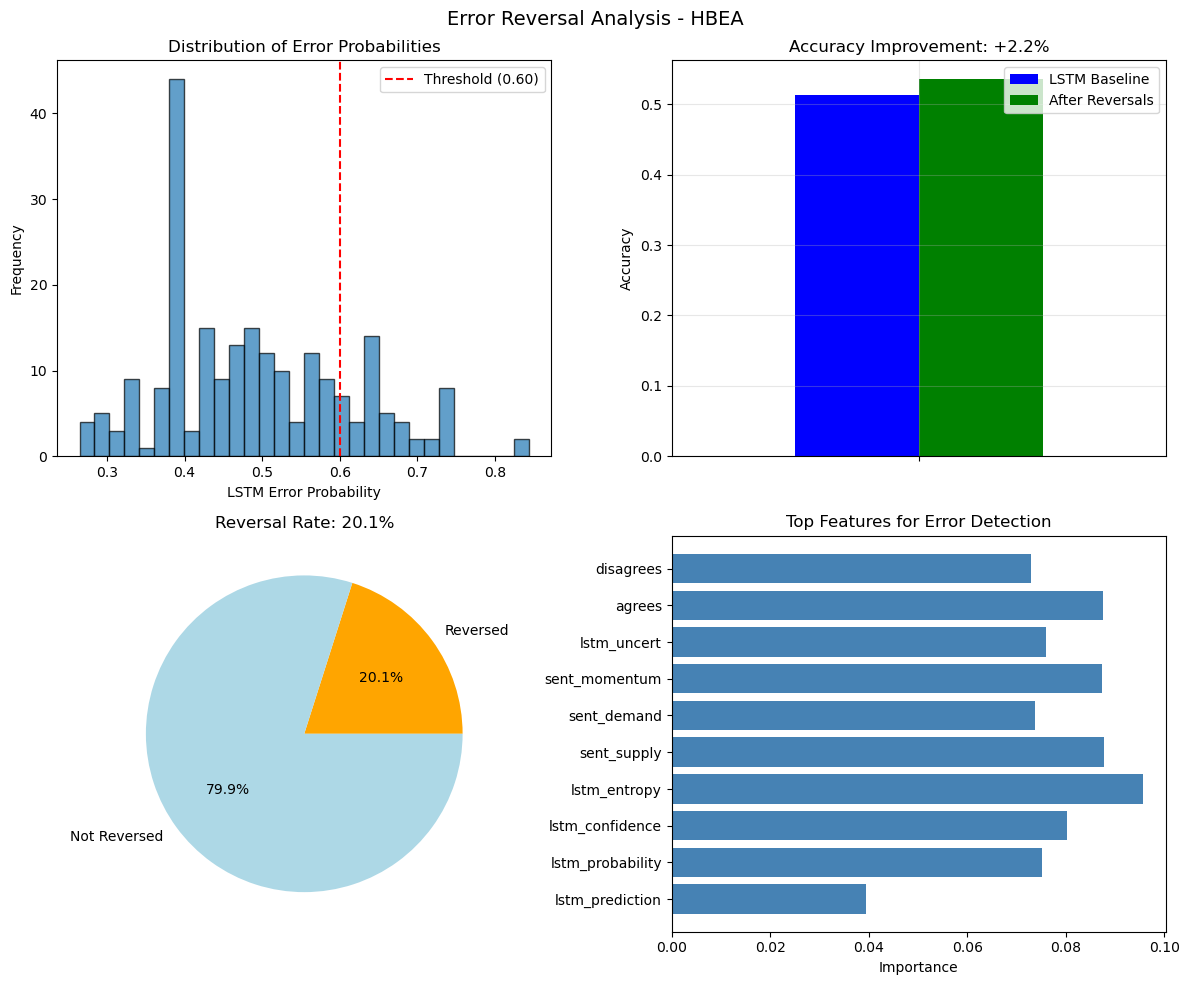 Error Reversal Analysis - HBEA
Distribution of Error Probabilities
Threshold (0.60)
Frequency
40
30
20
10
0
0.3 0.4 0.5 0.6 0.7 0.8
LSTM Error Probability
Accuracy Improvement: +2.2%
LSTM Baseline
After Reversals
Accuracy
0.5
0.4
0.3
0.2
0.1
0.0
Reversal Rate: 20.1%
Reversed
20.1%
79.9%
Not Reversed
Top Features for Error Detection
disagrees
agrees
lstm_uncert
sent_momentum
sent_demand
sent_supply
lstm_entropy
lstm_confidence
lstm_probability
lstm_prediction
0.00 0.02 0.04 0.06 0.08 0.10
Importance